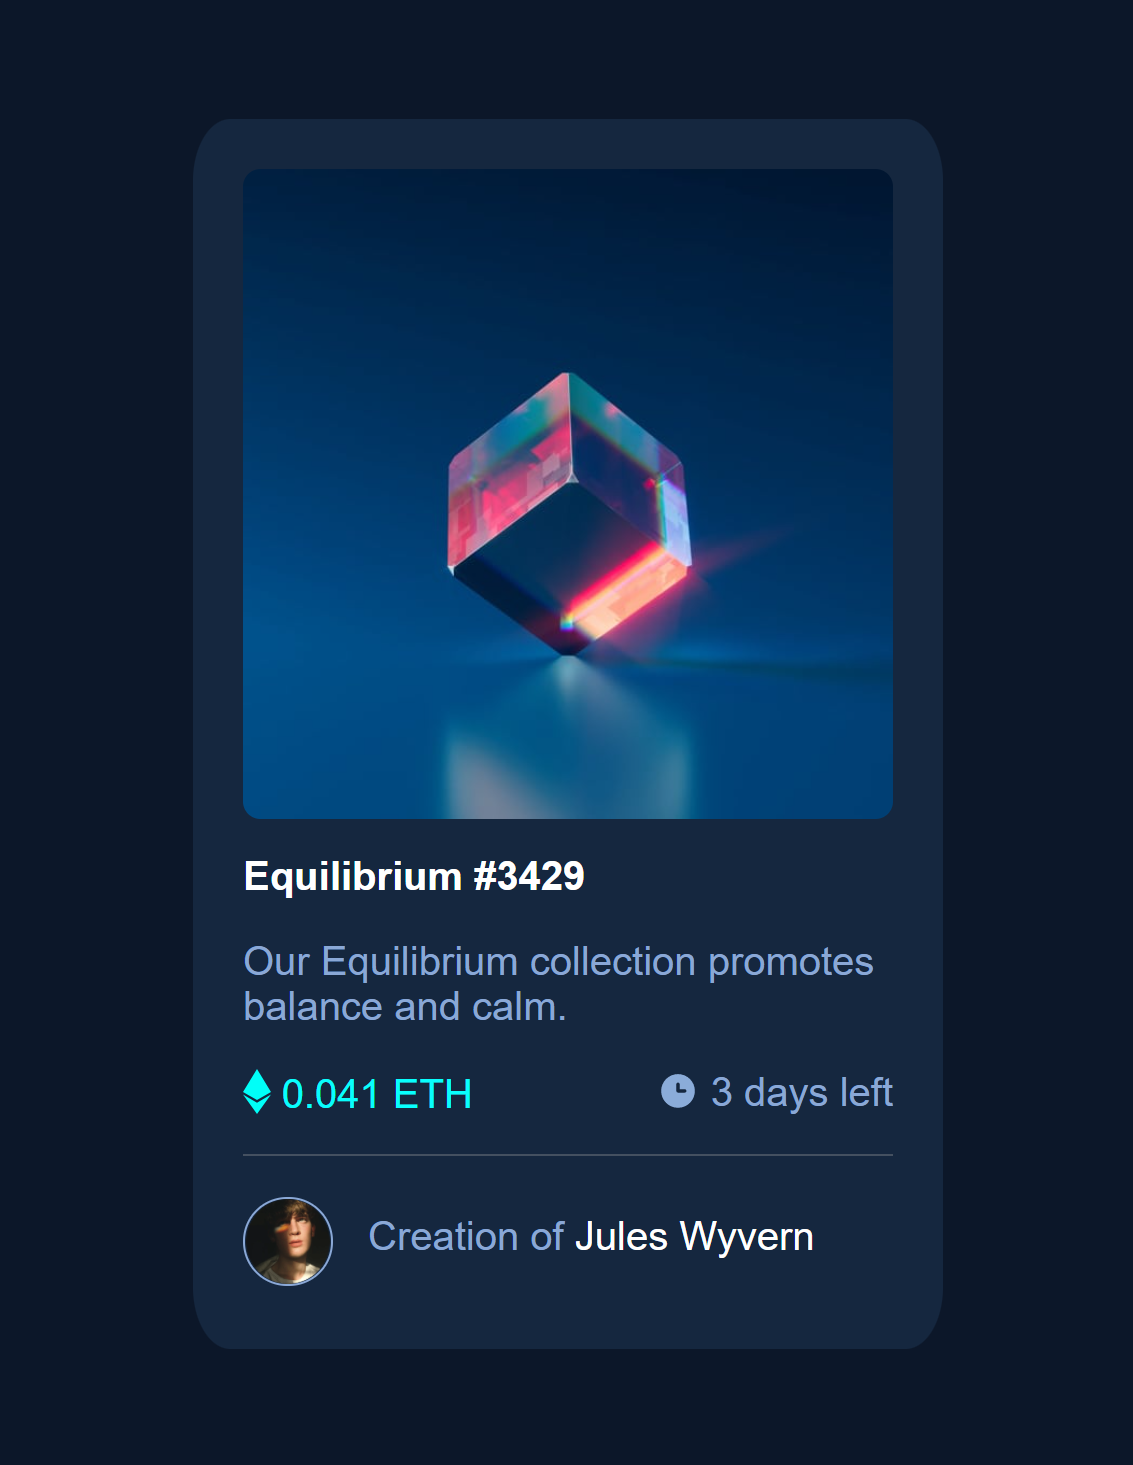 Equilibrium #3429
Our Equilibrium collection promotes
balance and calm.
0.041 ETH
3 days left
Creation of Jules Wyvern